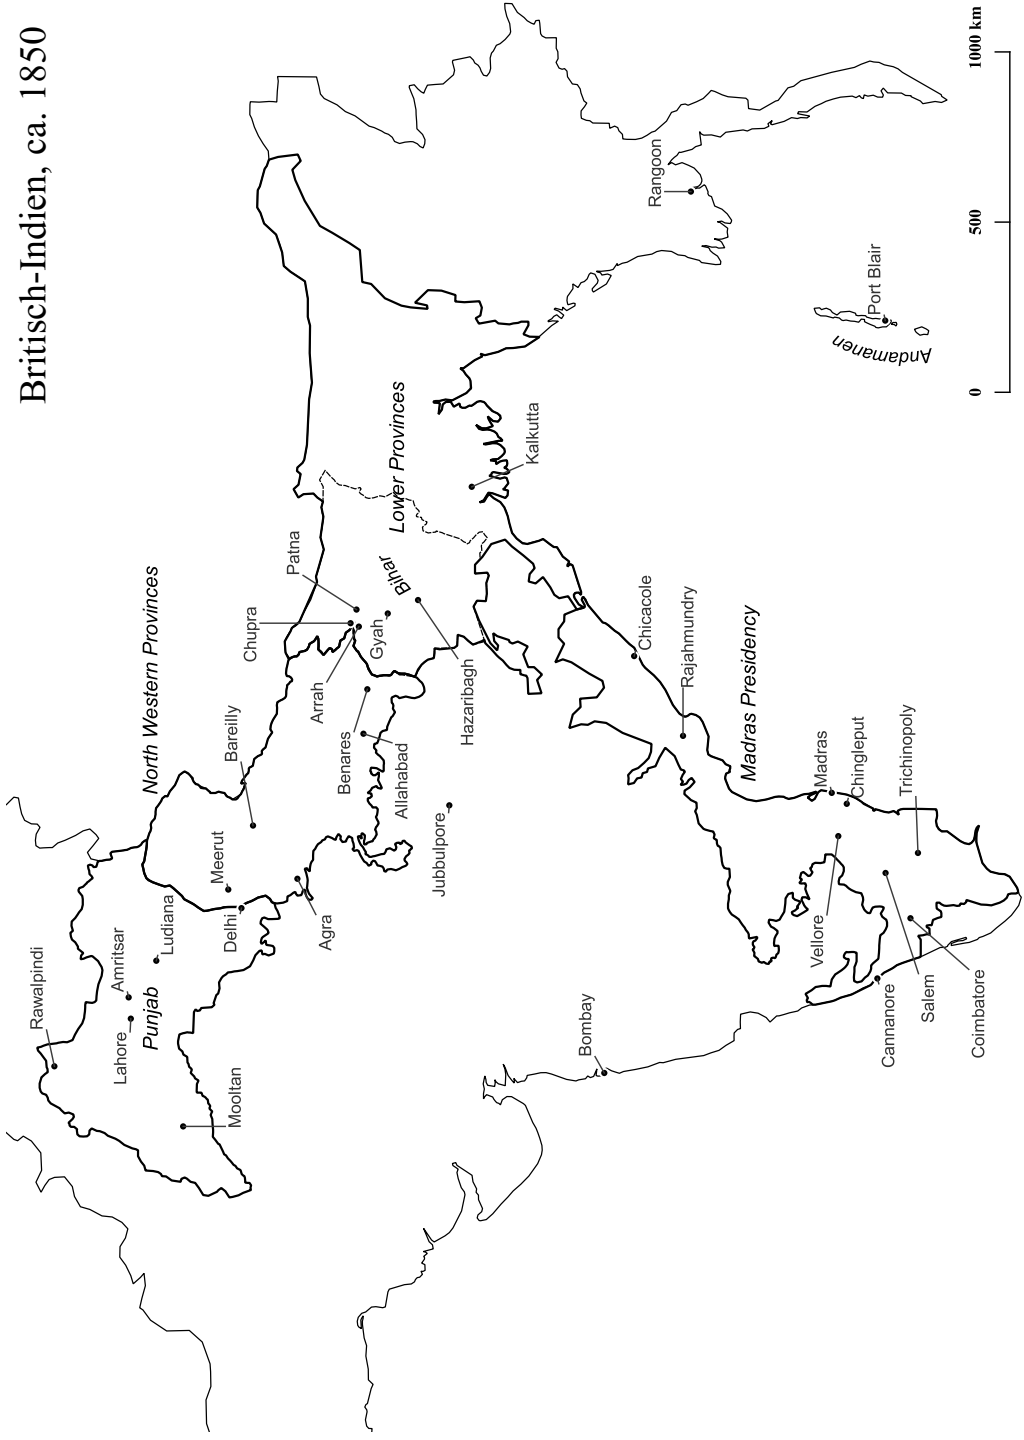 Britisch-Indien, ca. 1850
Rawalpindi
Amritsar
Lahore
Punjab
Ludiana
Mooltan
Meerut
Delhi
Agra
North Western Provinces
Bareilly
Chupra
Patna
Arrah
Gyah
Bihar
Benares
Allahabad
Hazaribagh
Jubbulpore
Lower Provinces
Kalkutta
Rangoon
Port Blair
Andamanen
Chicacole
Rajahmundry
Madras Presidency
Bombay
Madras
Chingleput
Trichinopoly
Vellore
Cannanore
Salem
Coimbatore
0 500 1000 km